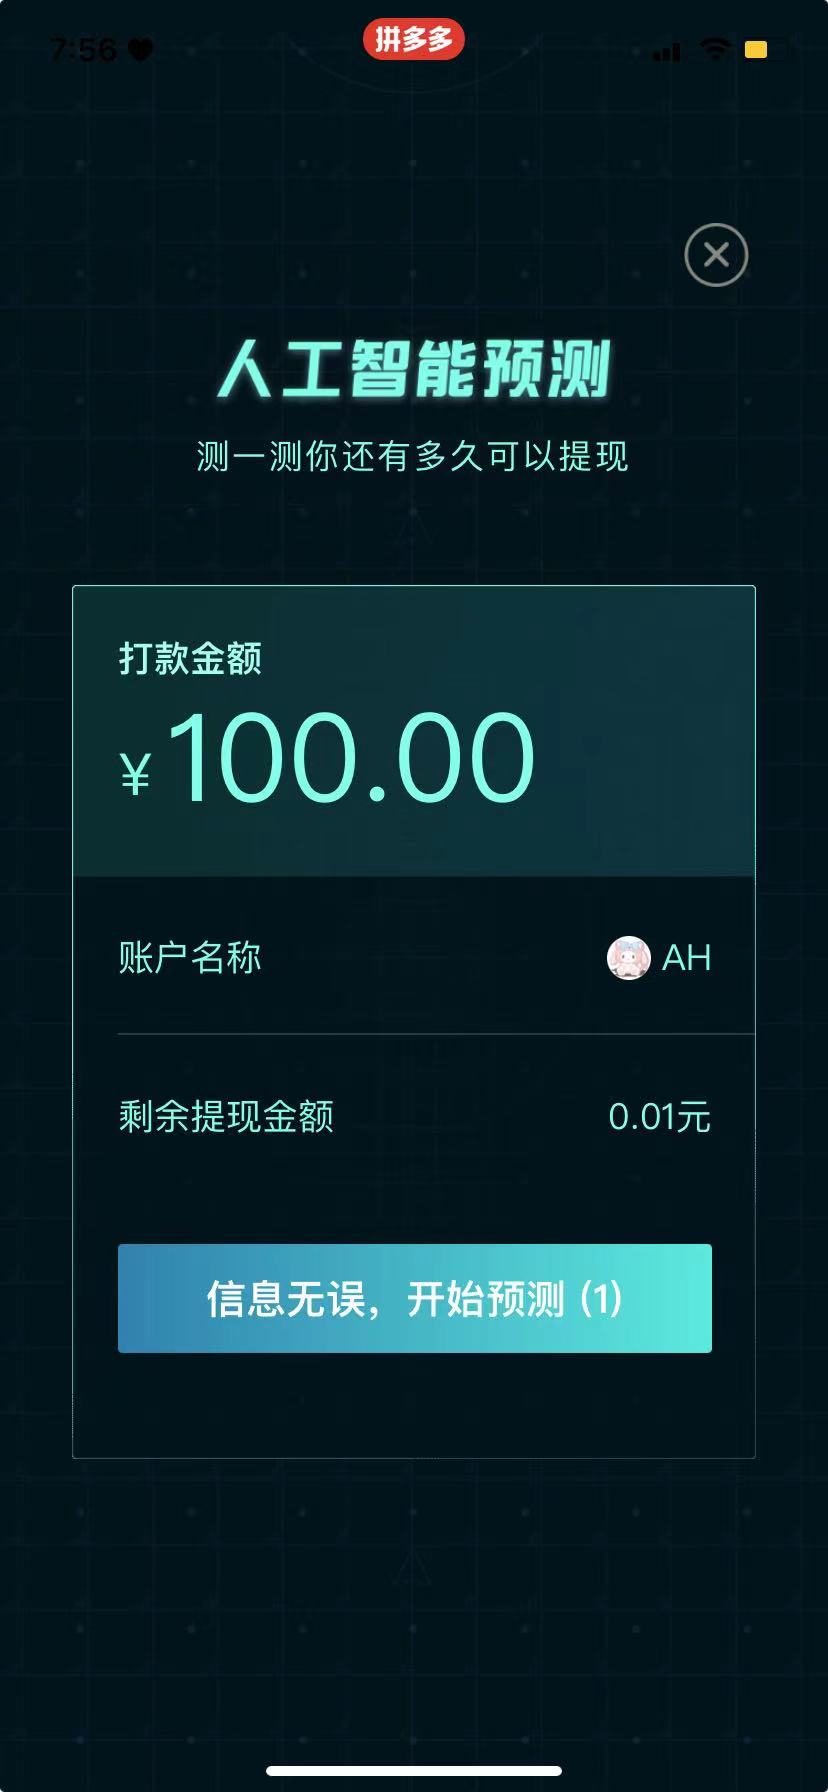 7:56
拼多多
人工智能预测
测一测你还有多久可以提现
打款金额
¥100.00
账户名称 AH
剩余提现金额 0.01元
信息无误，开始预测 (1)